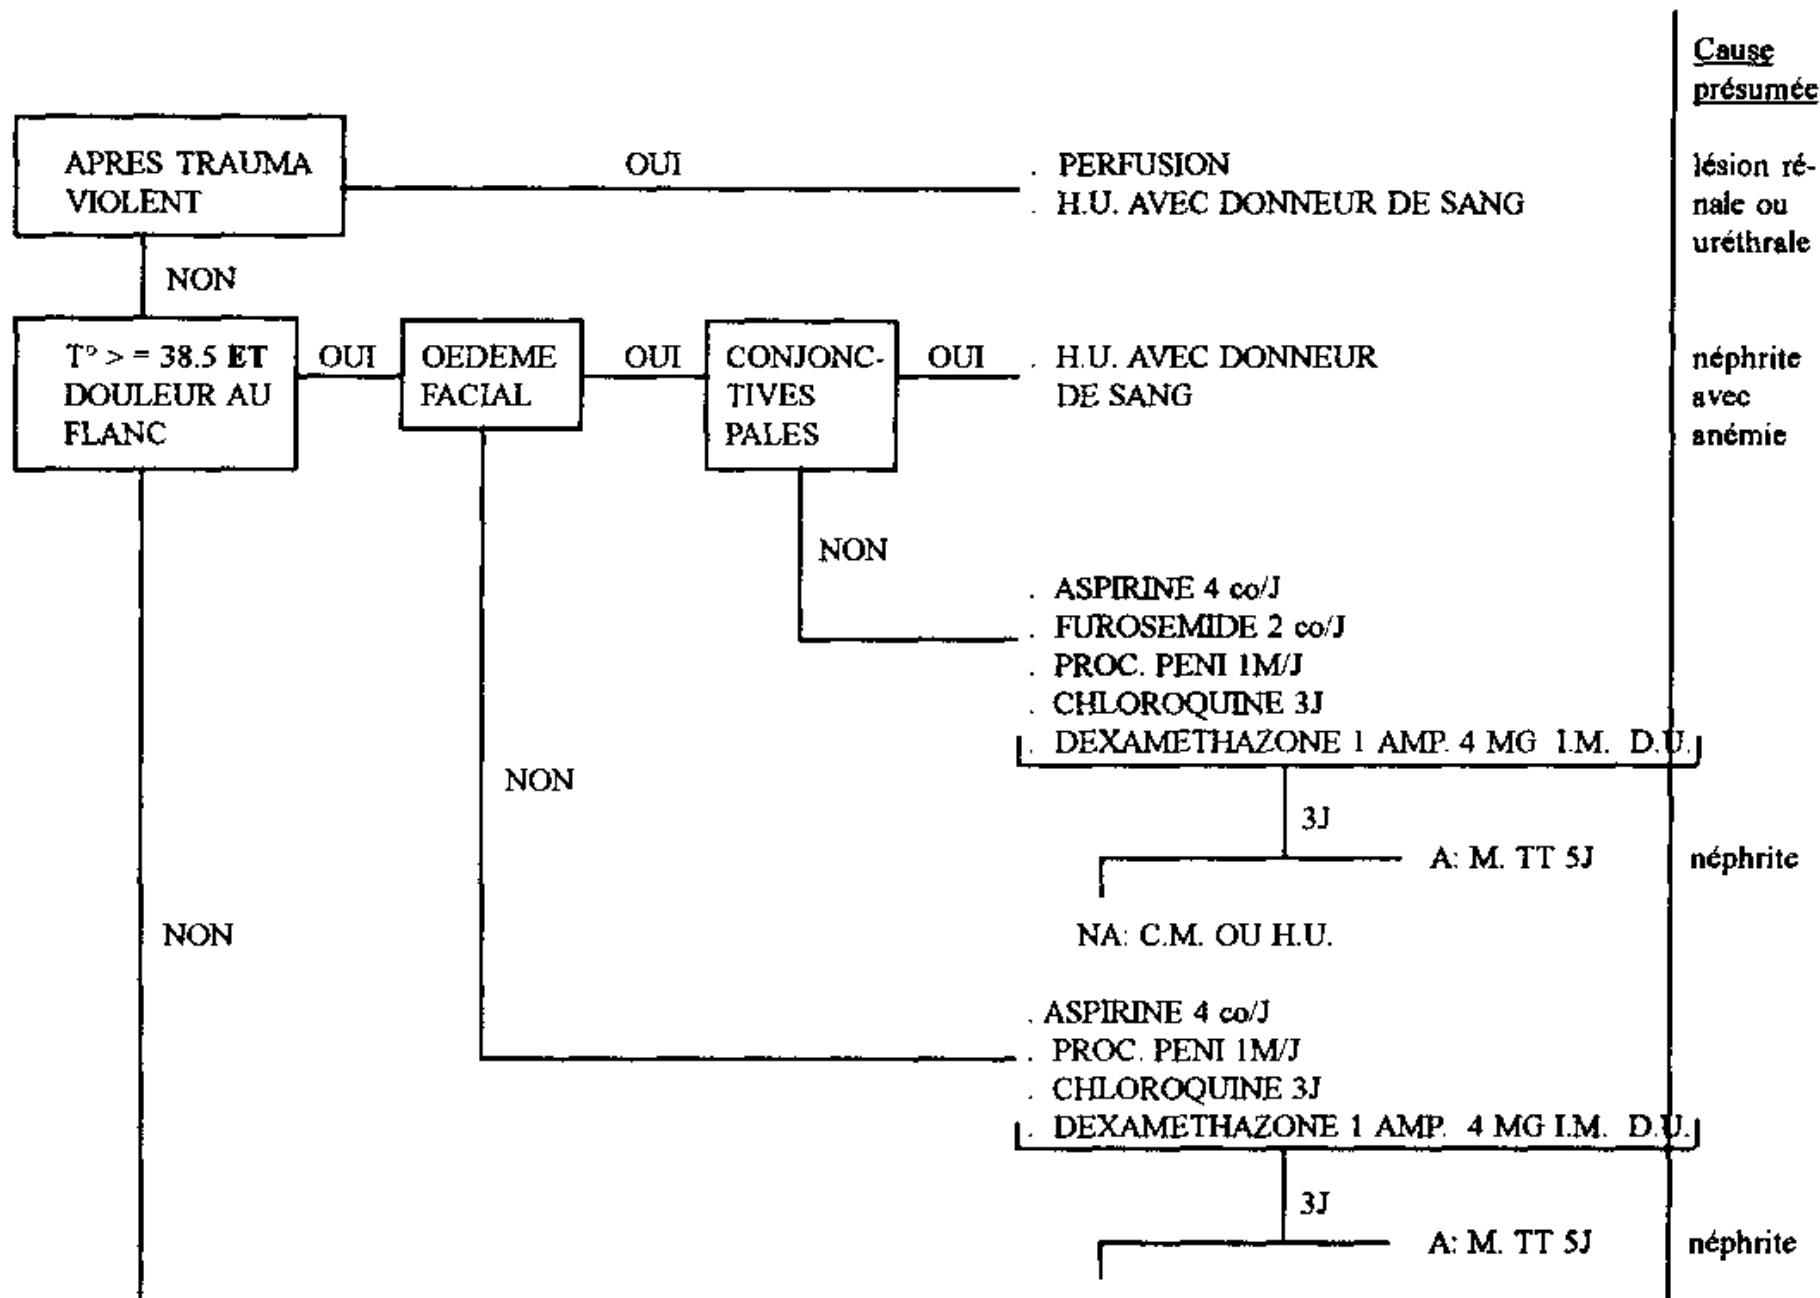 Cause
présumée
APRES TRAUMA
VIOLENT
OUI
. PERFUSION
. H.U. AVEC DONNEUR DE SANG
lésion ré-
nale ou
uréthrale
NON
T° > = 38.5 ET
DOULEUR AU
FLANC
OUI
OEDEME
FACIAL
OUI
CONJONC-
TIVES
PALES
OUI
. H.U. AVEC DONNEUR
DE SANG
néphrite
avec
anémie
NON
. ASPIRINE 4 co/J
. FUROSEMIDE 2 co/J
. PROC. PENI 1M/J
. CHLOROQUINE 3J
. DEXAMETHAZONE 1 AMP. 4 MG I.M. D.U.
NON
3J
A: M. TT 5J
néphrite
NON
NA: C.M. OU H.U.
. ASPIRINE 4 co/J
. PROC. PENI 1M/J
. CHLOROQUINE 3J
. DEXAMETHAZONE 1 AMP. 4 MG I.M. D.U.
3J
A: M. TT 5J
néphrite